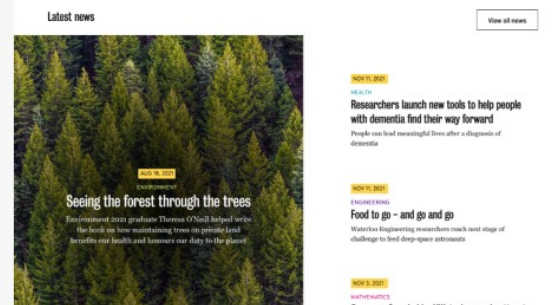 Latest news
View all news
AUG 18, 2021
ENVIRONMENT
Seeing the forest through the trees
Environment 2021 graduate Theresa O'Neill helped write
the book on how maintaining trees on private land
benefits our health and honours our duty to the planet
NOV 11, 2021
HEALTH
Researchers launch new tools to help people
with dementia find their way forward
People can lead meaningful lives after a diagnosis of
dementia
NOV 11, 2021
ENGINEERING
Food to go – and go and go
Waterloo Engineering researchers reach next stage of
challenge to feed deep-space astronauts
NOV 3, 2021
MATHEMATICS